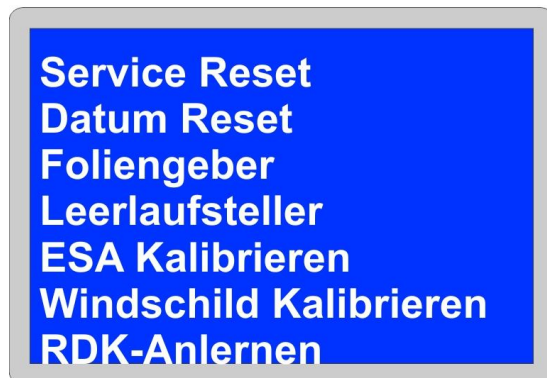 Service Reset
Datum Reset
Foliengeber
Leerlaufsteller
ESA Kalibrieren
Windschild Kalibrieren
RDK-Anlernen